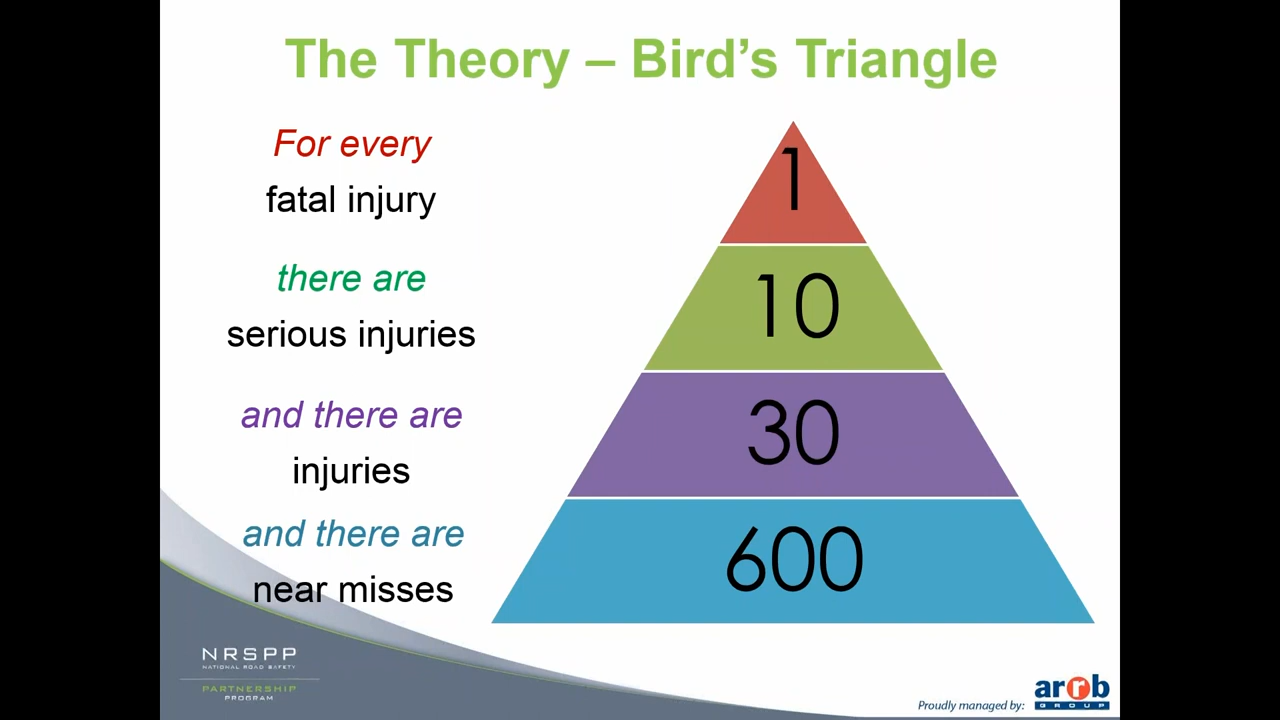 The Theory – Bird’s Triangle
For every
fatal injury
1
there are
serious injuries
10
and there are
injuries
30
and there are
near misses
600
NRSPP
NATIONAL ROAD SAFETY
PARTNERSHIP
PROGRAM
Proudly managed by:
arrb
GROUP